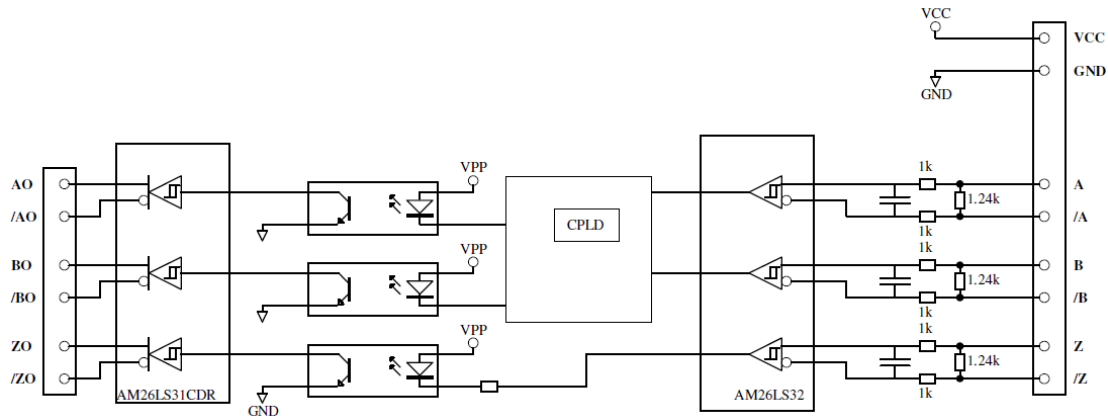 VCC
VCC
GND
GND
VPP
1k
AO
A
1.24k
/AO
/A
CPLD
1k
VPP
1k
BO
B
1.24k
/BO
/B
1k
VPP
1k
ZO
Z
1.24k
/ZO
/Z
AM26LS31CDR
GND
AM26LS32
1k